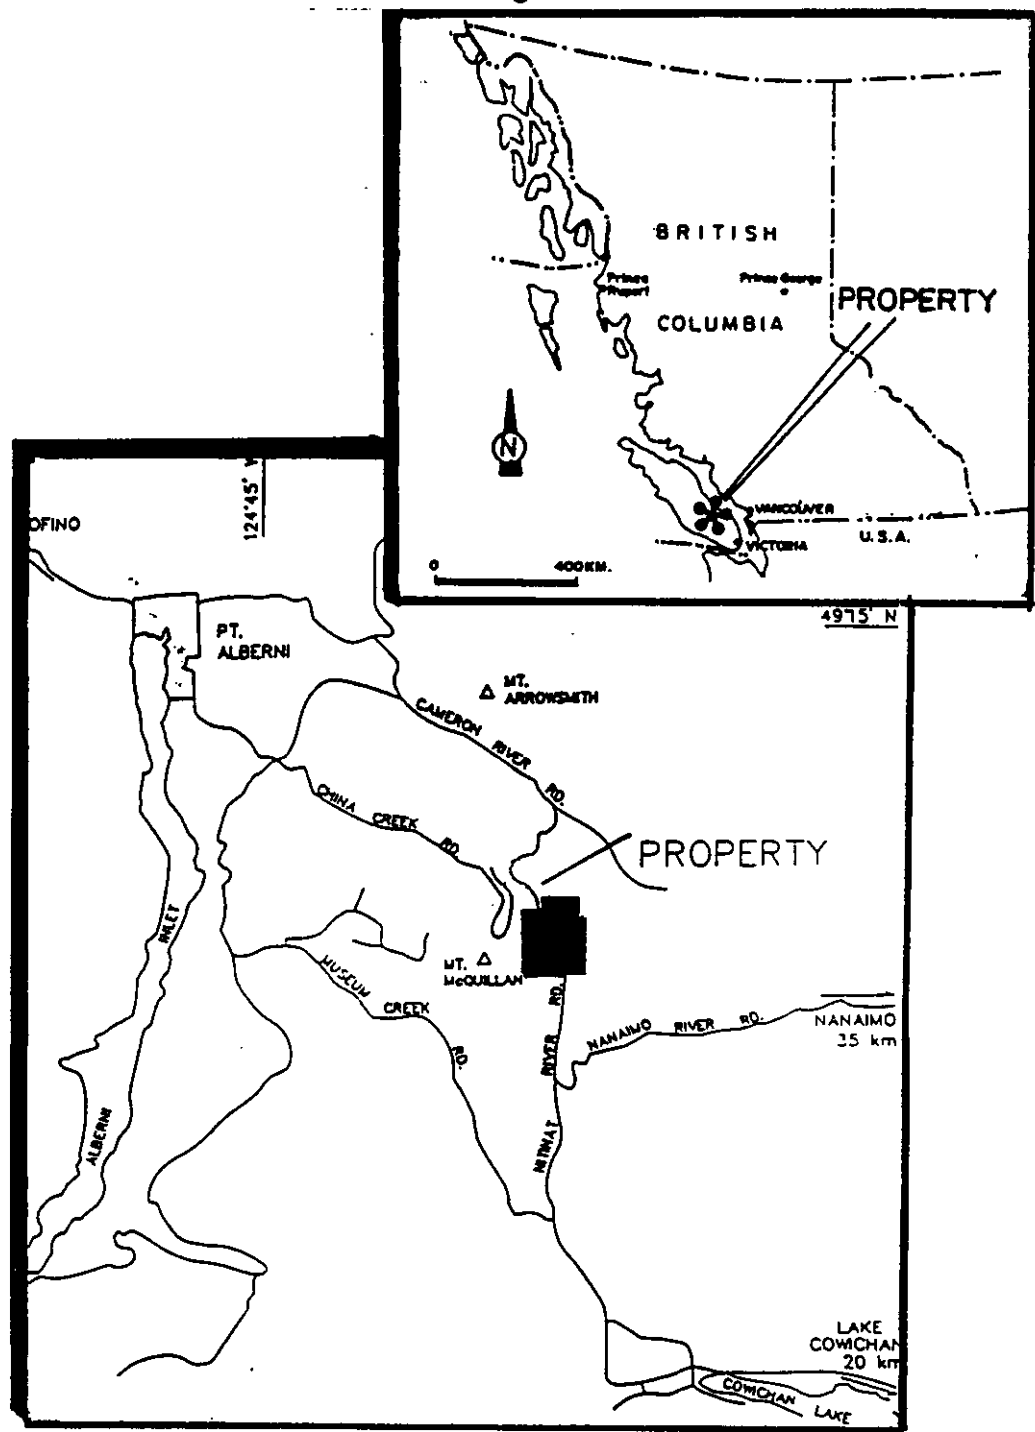 BRITISH
Prince
Rupert
Prince George
PROPERTY
COLUMBIA
N
VANCOUVER
VICTORIA
U.S.A.
0 400KM.
124°45' W
OFINO
4915' N
PT.
ALBERNI
MT.
ARROWSMITH
CAMERON RIVER RD.
CHINA CREEK RD.
PROPERTY
INLET
ALBERNI
MT.
McQUILLAN
MUSEUM CREEK RD.
NITINAT RIVER RD.
NANAIMO RIVER RD.
NANAIMO
35 km
LAKE
COWICHAN
20 km
COWICHAN LAKE